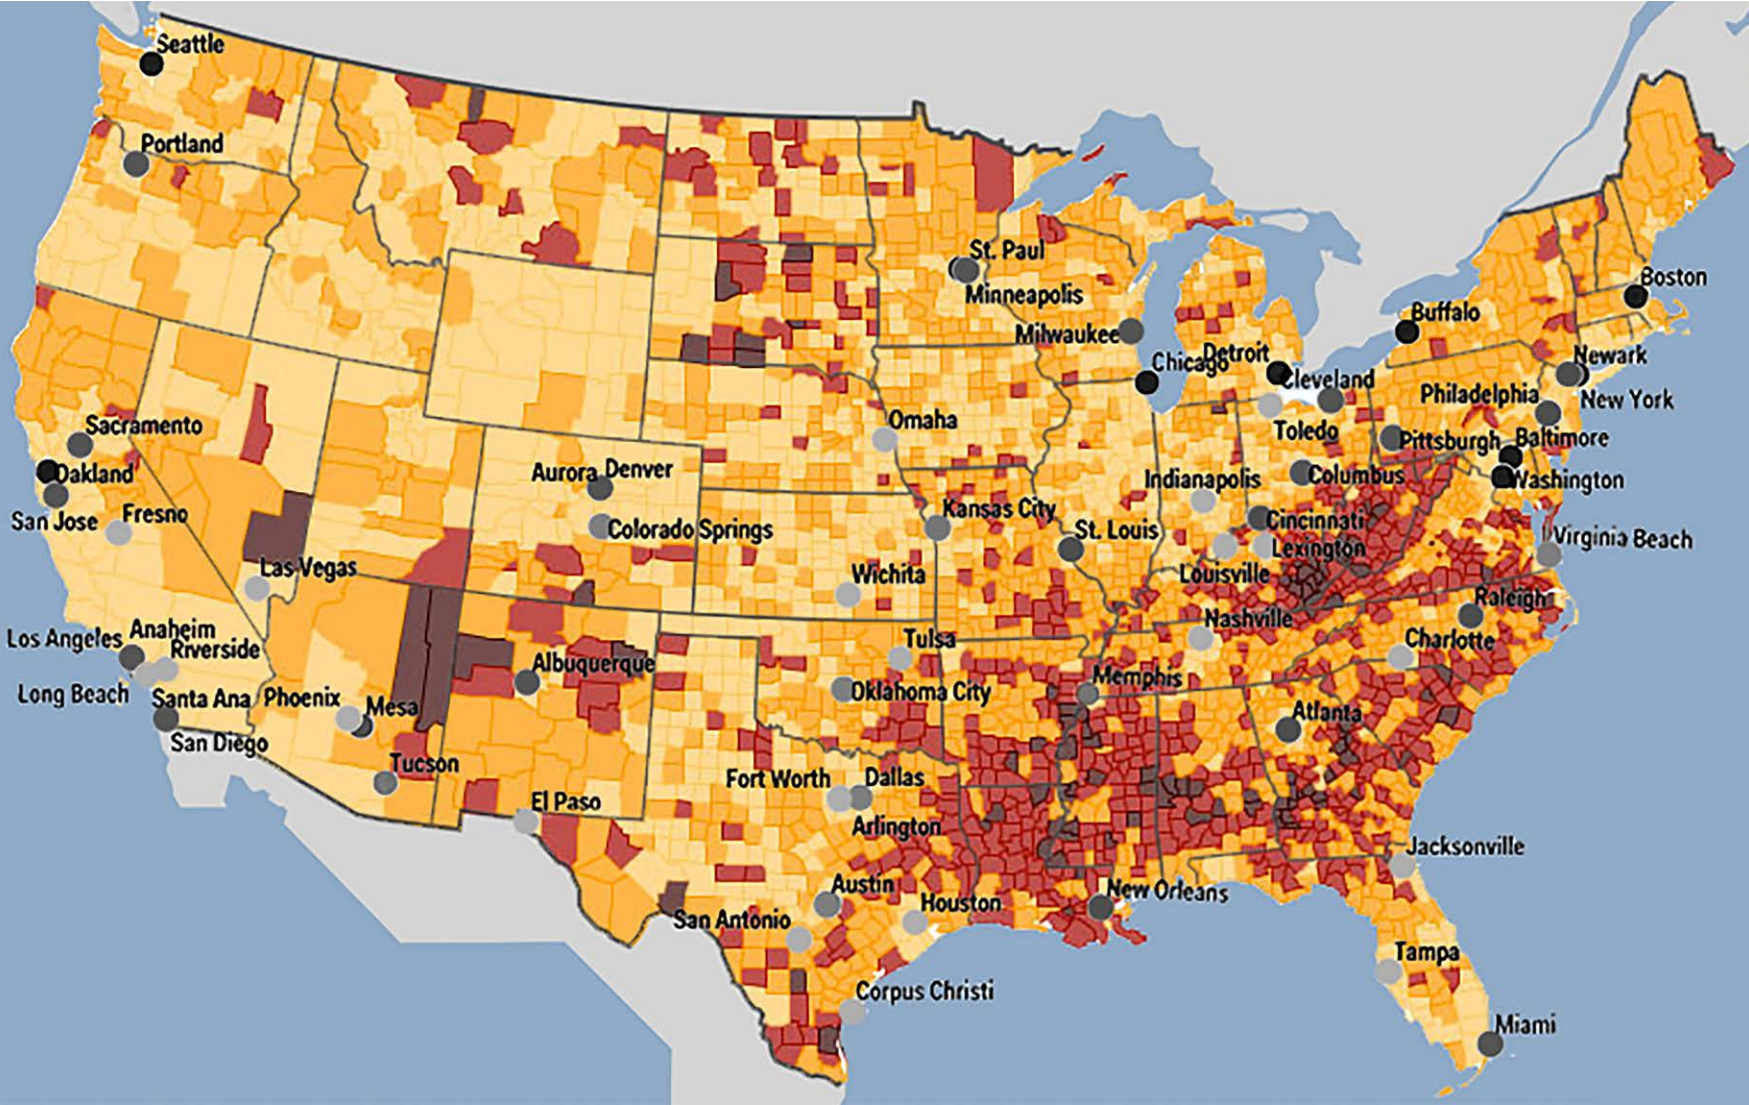 Seattle
Portland
St. Paul
Minneapolis
Milwaukee
Chicago
Detroit
Cleveland
Toledo
Buffalo
Boston
Newark
New York
Philadelphia
Pittsburgh
Baltimore
Washington
Columbus
Indianapolis
Cincinnati
Lexington
Louisville
Virginia Beach
Omaha
Sacramento
Oakland
San Jose
Fresno
Aurora
Denver
Colorado Springs
Kansas City
St. Louis
Las Vegas
Wichita
Nashville
Raleigh
Charlotte
Los Angeles
Anaheim
Riverside
Long Beach
Santa Ana
San Diego
Phoenix
Mesa
Tucson
Albuquerque
Tulsa
Oklahoma City
Memphis
Atlanta
El Paso
Fort Worth
Dallas
Arlington
Austin
San Antonio
Houston
New Orleans
Jacksonville
Corpus Christi
Tampa
Miami